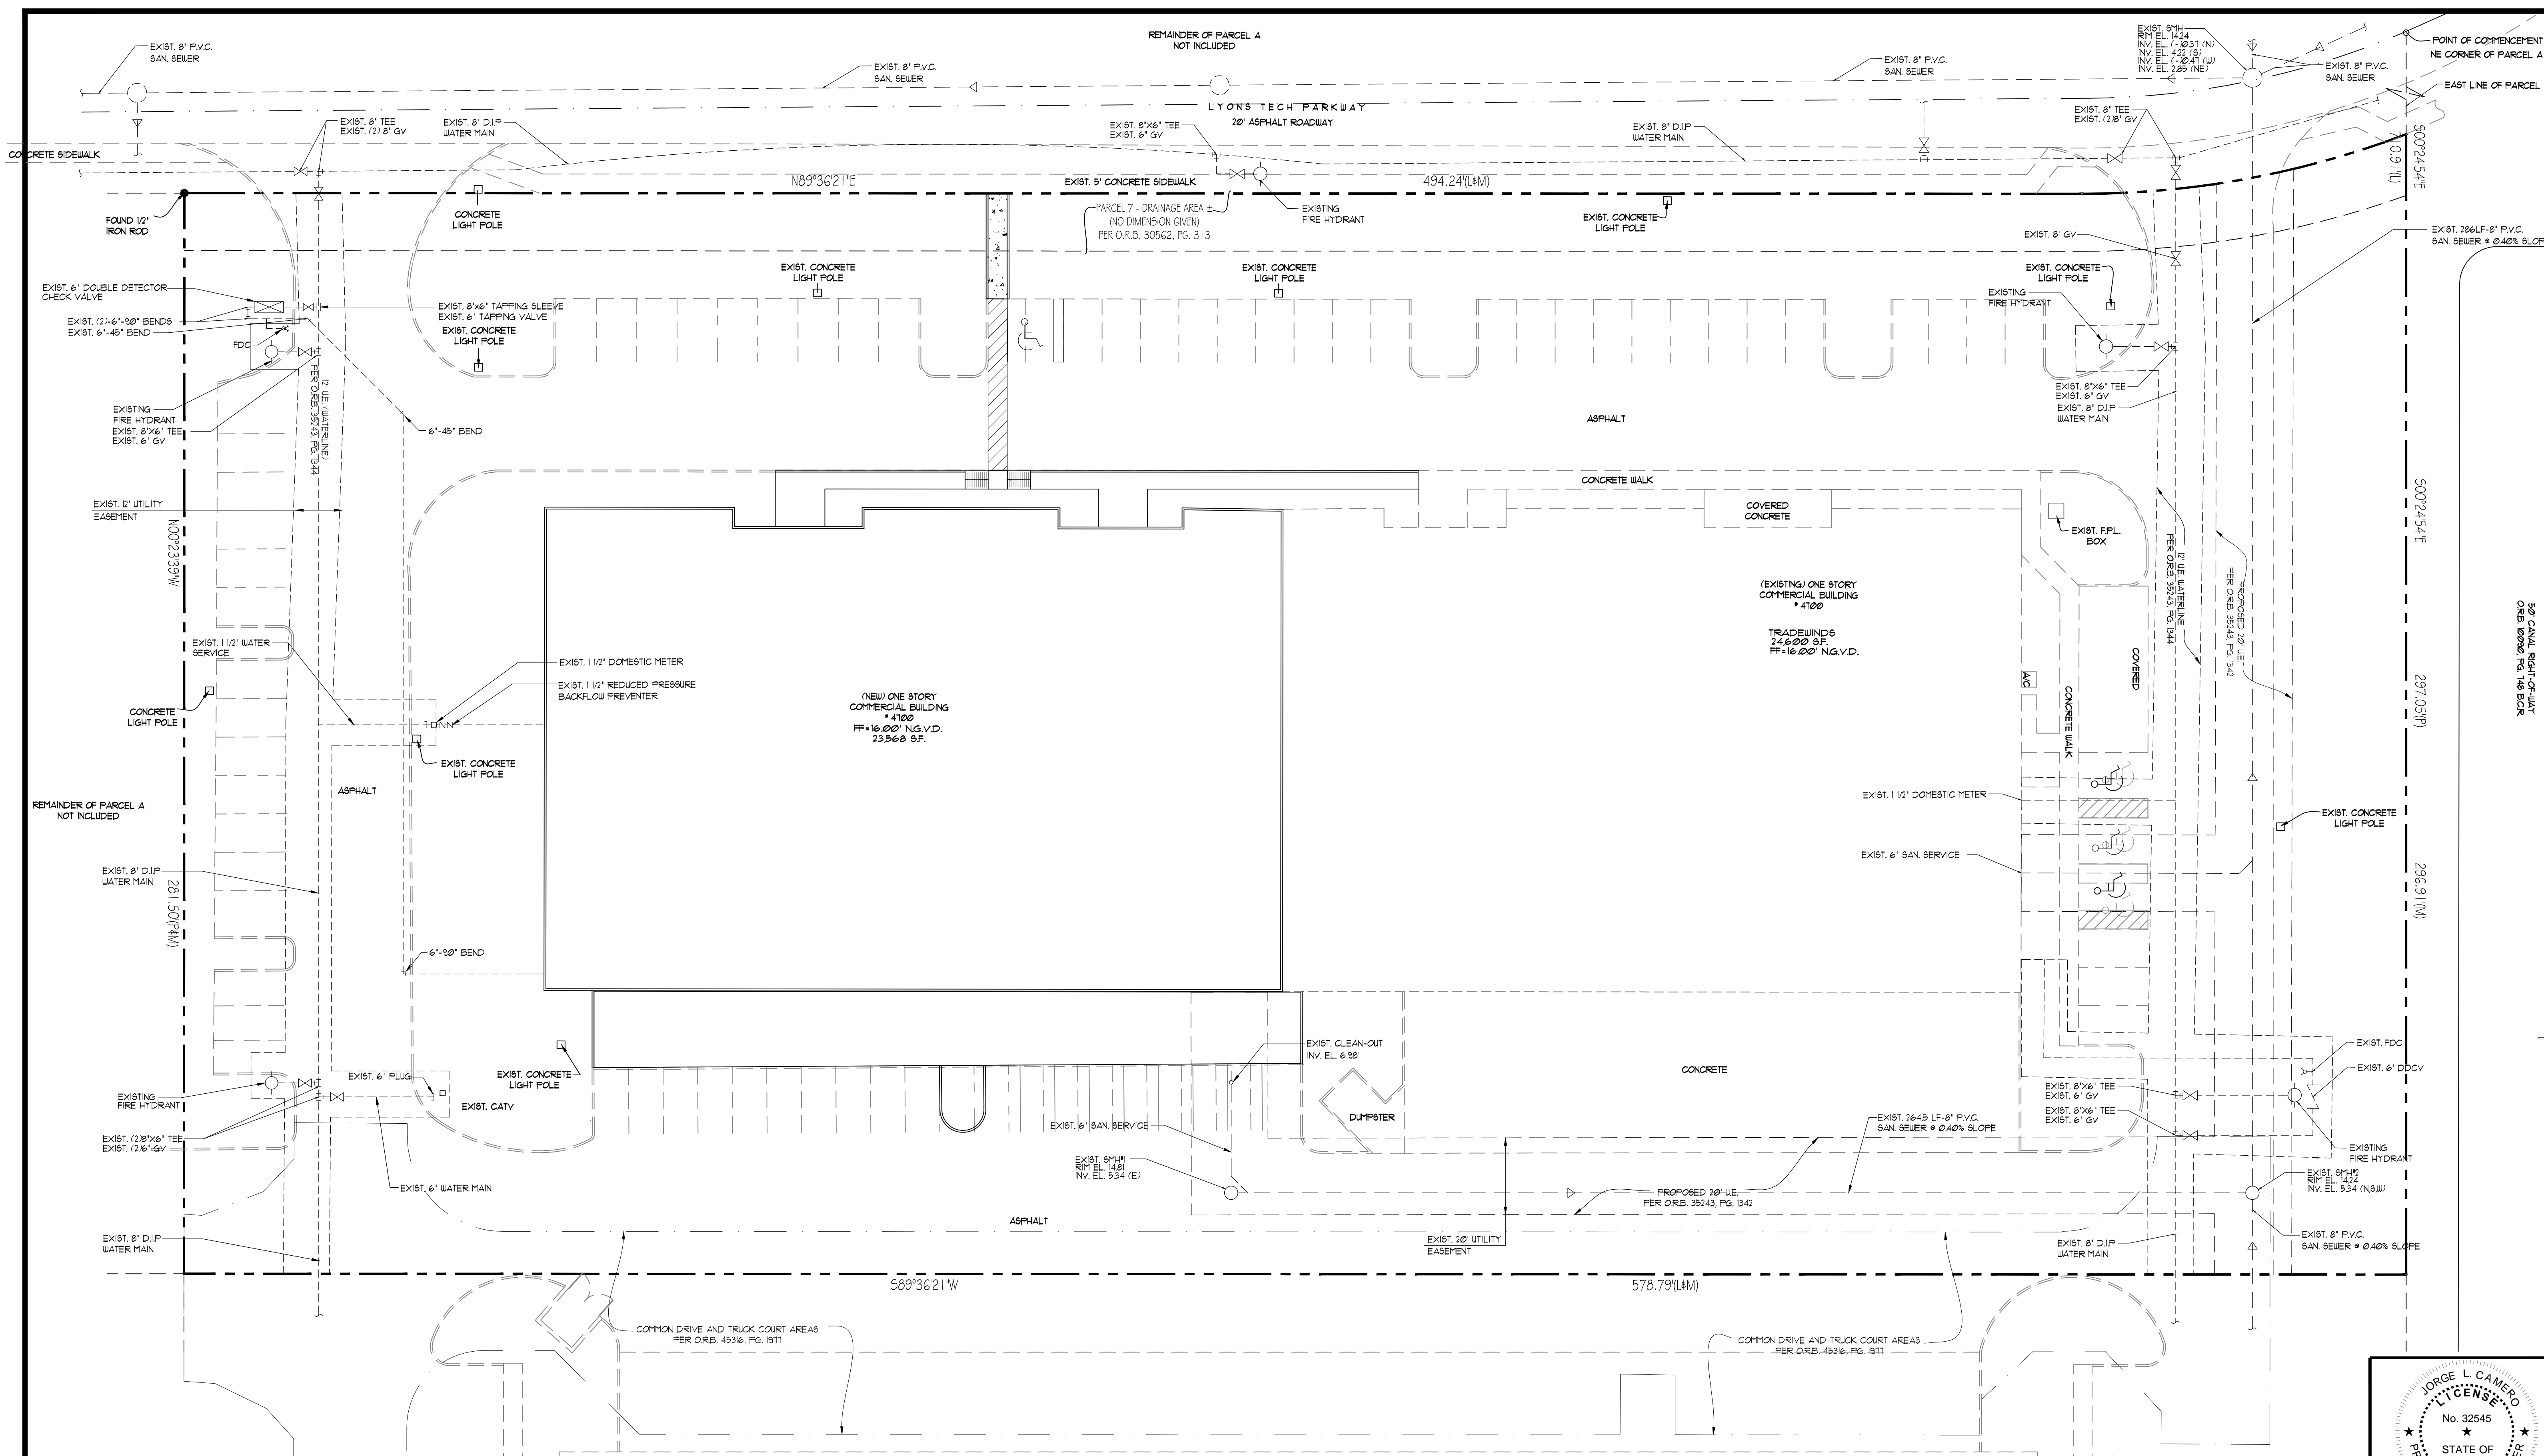 EXIST. 8" P.V.C.
SAN. SEWER
REMAINDER OF PARCEL A
NOT INCLUDED
EXIST. 8" P.V.C.
SAN. SEWER
EXIST. 8" P.V.C.
SAN. SEWER
EXIST. SMH
RIM EL. 14.24
INV. EL. (-)0.37 (N)
INV. EL. 4.22 (S)
INV. EL. (-)0.47 (W)
INV. EL. 2.85 (NE)
POINT OF COMMENCEMENT
NE CORNER OF PARCEL A
EXIST. 8" P.V.C.
SAN. SEWER
EAST LINE OF PARCEL
LYONS TECH PARKWAY
20' ASPHALT ROADWAY
EXIST. 8" TEE
EXIST. (2) 8" GV
EXIST. 8" D.I.P
WATER MAIN
EXIST. 8"X6" TEE
EXIST. 6" GV
EXIST. 8" D.I.P
WATER MAIN
EXIST. 8" TEE
EXIST. (2)8" GV
CONCRETE SIDEWALK
N89°36'21"E
EXIST. 5' CONCRETE SIDEWALK
494.24'(L&M)
S00°24'54"E
10.91'(L)
FOUND 1/2"
IRON ROD
CONCRETE
LIGHT POLE
PARCEL 7 - DRAINAGE AREA ±
(NO DIMENSION GIVEN)
PER O.R.B. 30562, PG. 313
EXISTING
FIRE HYDRANT
EXIST. CONCRETE
LIGHT POLE
EXIST. 8" GV
EXIST. 286LF-8" P.V.C.
SAN. SEWER @ 0.40% SLOPE
EXIST. CONCRETE
LIGHT POLE
EXIST. CONCRETE
LIGHT POLE
EXIST. CONCRETE
LIGHT POLE
EXISTING
FIRE HYDRANT
EXIST. 6" DOUBLE DETECTOR
CHECK VALVE
EXIST. (2)-6"-90° BENDS
EXIST. 6"-45° BEND
FDC
EXIST. 8"X6" TAPPING SLEEVE
EXIST. 6" TAPPING VALVE
EXIST. CONCRETE
LIGHT POLE
12' U.E. (WATERLINE)
PER O.R.B. 35243, PG. 1344
EXISTING
FIRE HYDRANT
EXIST. 8"X6" TEE
EXIST. 6" GV
6"-45° BEND
ASPHALT
EXIST. 8"X6" TEE
EXIST. 6" GV
EXIST. 8" D.I.P
WATER MAIN
EXIST. 12' UTILITY
EASEMENT
N00°23'39"W
CONCRETE WALK
COVERED
CONCRETE
EXIST. F.P.L.
BOX
12' U.E. WATERLINE
PER O.R.B. 35243, PG. 1344
PROPOSED 20' U.E.
PER O.R.B. 35243, PG. 1342
S00°24'54"E
297.05'(P)
296.91'(M)
50' CANAL RIGHT-OF-WAY
O.R.B. 10090, PG. 748 B.C.R.
(EXISTING) ONE STORY
COMMERCIAL BUILDING
# 4700
TRADEWINDS
24,600 S.F.
FF=16.00' N.G.V.D.
COVERED
A/C
CONCRETE WALK
EXIST. 1 1/2" WATER
SERVICE
EXIST. 1 1/2" DOMESTIC METER
EXIST. 1 1/2" REDUCED PRESSURE
BACKFLOW PREVENTER
(NEW) ONE STORY
COMMERCIAL BUILDING
# 4700
FF=16.00' N.G.V.D.
23,568 S.F.
CONCRETE
LIGHT POLE
EXIST. CONCRETE
LIGHT POLE
ASPHALT
REMAINDER OF PARCEL A
NOT INCLUDED
EXIST. 1 1/2" DOMESTIC METER
EXIST. CONCRETE
LIGHT POLE
EXIST. 6" SAN. SERVICE
EXIST. 8" D.I.P
WATER MAIN
281.50'(P&M)
6"-90° BEND
EXIST. CLEAN-OUT
INV. EL. 6.98'
EXIST. FDC
EXIST. 6" DDCV
EXIST. 6" PLUG
EXIST. CONCRETE
LIGHT POLE
EXIST. CATV
EXISTING
FIRE HYDRANT
CONCRETE
EXIST. 8"X6" TEE
EXIST. 6" GV
EXIST. 8"X6" TEE
EXIST. 6" GV
DUMPSTER
EXIST. 264.5 LF-8" P.V.C.
SAN. SEWER @ 0.40% SLOPE
EXIST. 6" SAN. SERVICE
EXIST. (2)8"X6" TEE
EXIST. (2)6" GV
EXISTING
FIRE HYDRANT
EXIST. SMH#1
RIM EL. 14.81
INV. EL. 5.34 (E)
EXIST. SMH#2
RIM EL. 14.24
INV. EL. 5.34 (N,S,W)
EXIST. 6" WATER MAIN
PROPOSED 20' U.E.
PER O.R.B. 35243, PG. 1342
ASPHALT
EXIST. 8" D.I.P
WATER MAIN
EXIST. 20' UTILITY
EASEMENT
EXIST. 8" D.I.P
WATER MAIN
EXIST. 8" P.V.C.
SAN. SEWER @ 0.40% SLOPE
S89°36'21"W
578.79'(L&M)
COMMON DRIVE AND TRUCK COURT AREAS
PER O.R.B. 45316, PG. 1977
COMMON DRIVE AND TRUCK COURT AREAS
PER O.R.B. 45316, PG. 1977
JORGE L. CAMERO
LICENSE
No. 32545
STATE OF